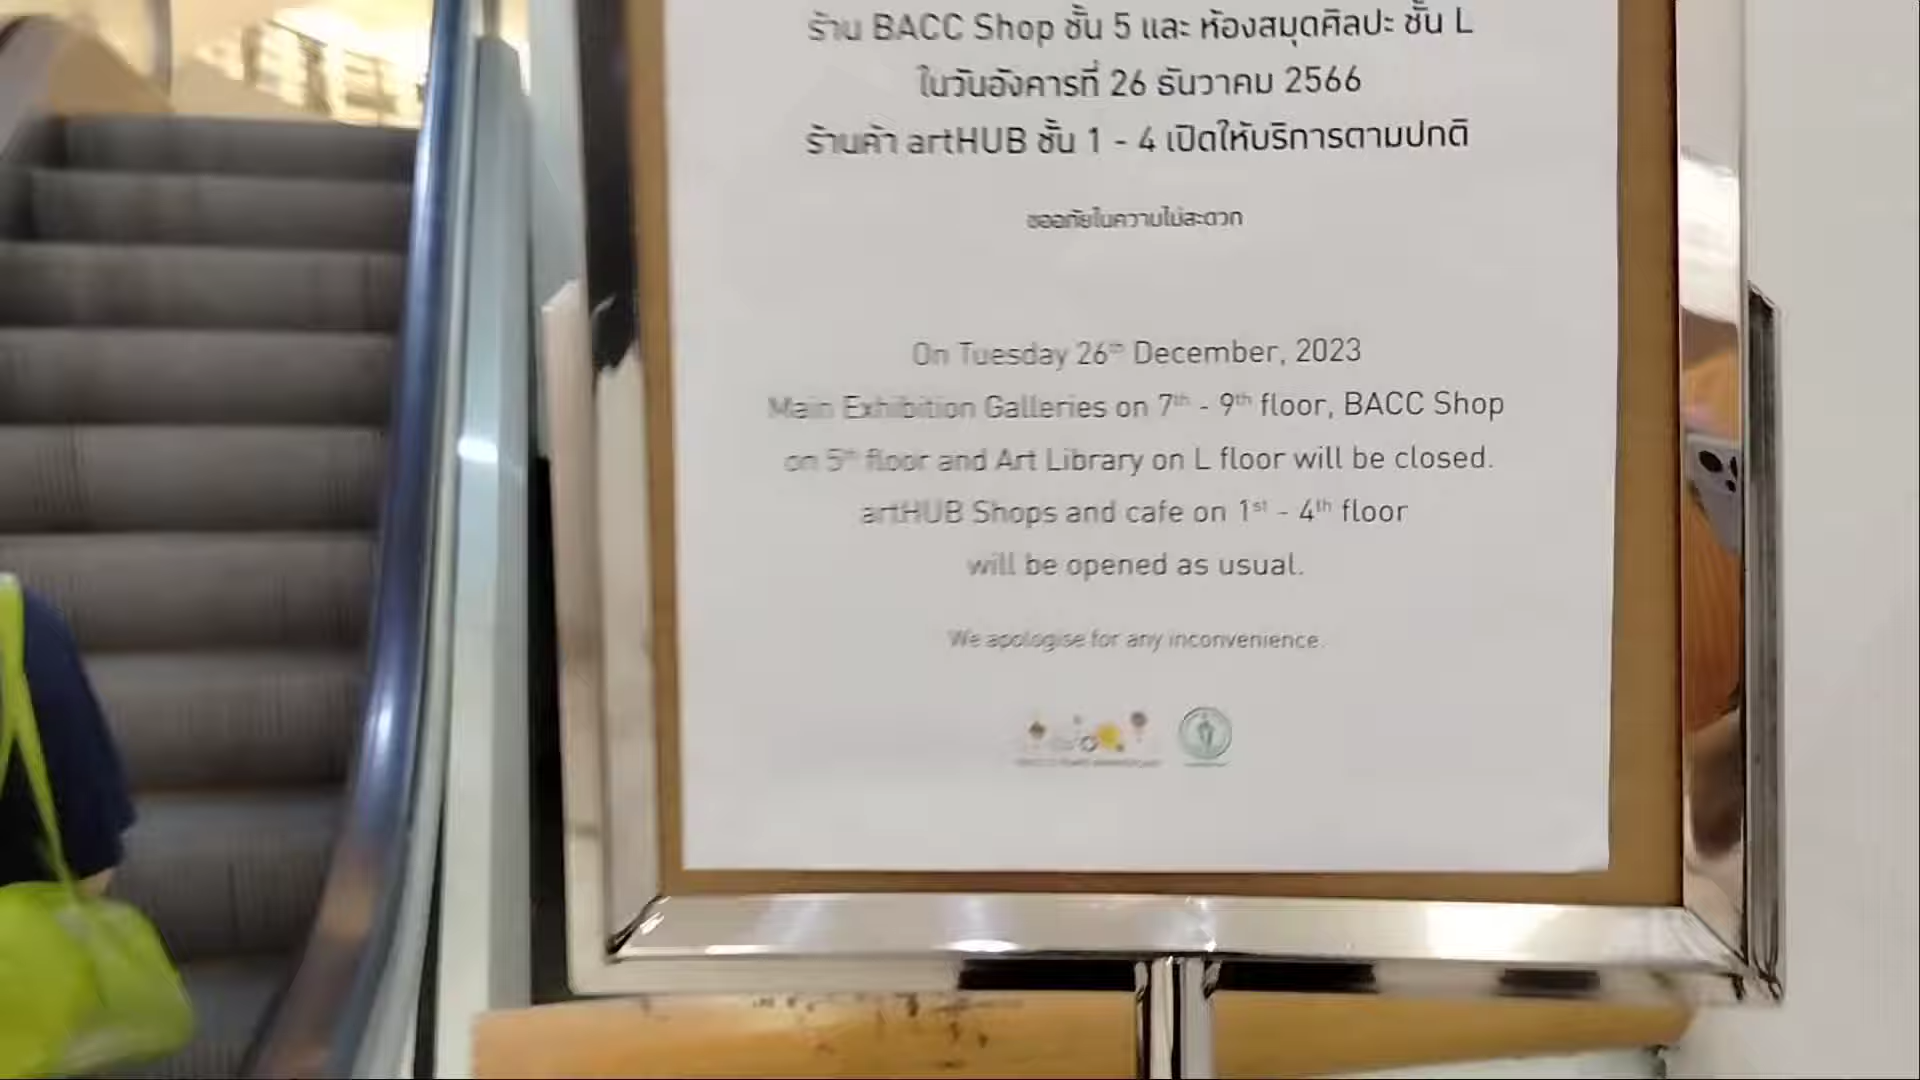 ร้าน BACC Shop ชั้น 5 และ ห้องสมุดศิลปะ ชั้น L
ในวันอังคารที่ 26 ธันวาคม 2566
ร้านค้า artHUB ชั้น 1 - 4 เปิดให้บริการตามปกติ
ขออภัยในความไม่สะดวก
On Tuesday 26th December, 2023
Main Exhibition Galleries on 7th - 9th floor, BACC Shop
on 5th floor and Art Library on L floor will be closed.
artHUB Shops and cafe on 1st - 4th floor
will be opened as usual.
We apologise for any inconvenience.